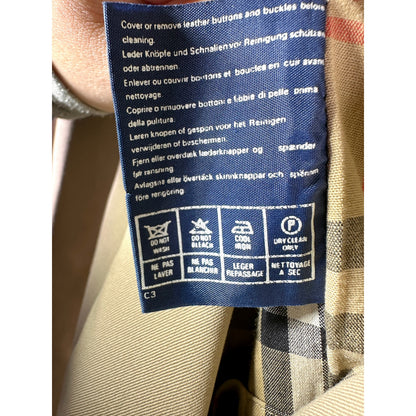 Cover or remove leather buttons and buckles before
cleaning.
Leder Knöpfe und Schnallen vor Reinigung schützen
oder abtrennen.
Enlever ou couvrir boutons et boucles en cuir avant
nettoyage.
Coprire o rimuovere bottoni e fibbie di pelle prima
della pulitura.
Leren knopen of gespen voor het Reinigen
verwijderen of beschermen.
Fjern eller overdæk læderknapper og spænder
før rensning
Avlägsna eller övertäck skinnknappar och spännen
före rengöring
DO NOT WASH
DO NOT BLEACH
COOL IRON
P
DRY CLEAN ONLY
NE PAS LAVER
NE PAS BLANCHIR
LEGER REPASSAGE
NETTOYAGE A SEC
C.3